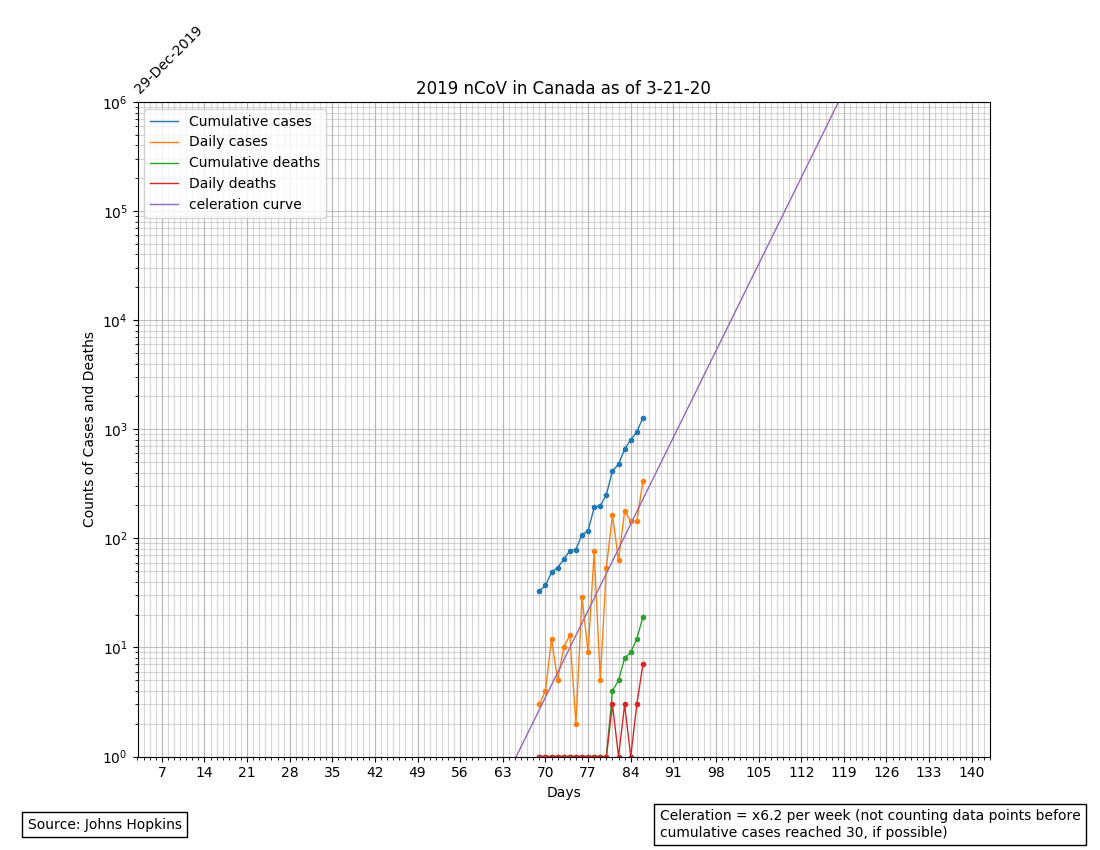 29-Dec-2019
2019 nCoV in Canada as of 3-21-20
10^6
10^5
10^4
10^3
10^2
10^1
10^0
Counts of Cases and Deaths
Cumulative cases
Daily cases
Cumulative deaths
Daily deaths
celeration curve
7 14 21 28 35 42 49 56 63 70 77 84 91 98 105 112 119 126 133 140
Days
Source: Johns Hopkins
Celeration = x6.2 per week (not counting data points before
cumulative cases reached 30, if possible)